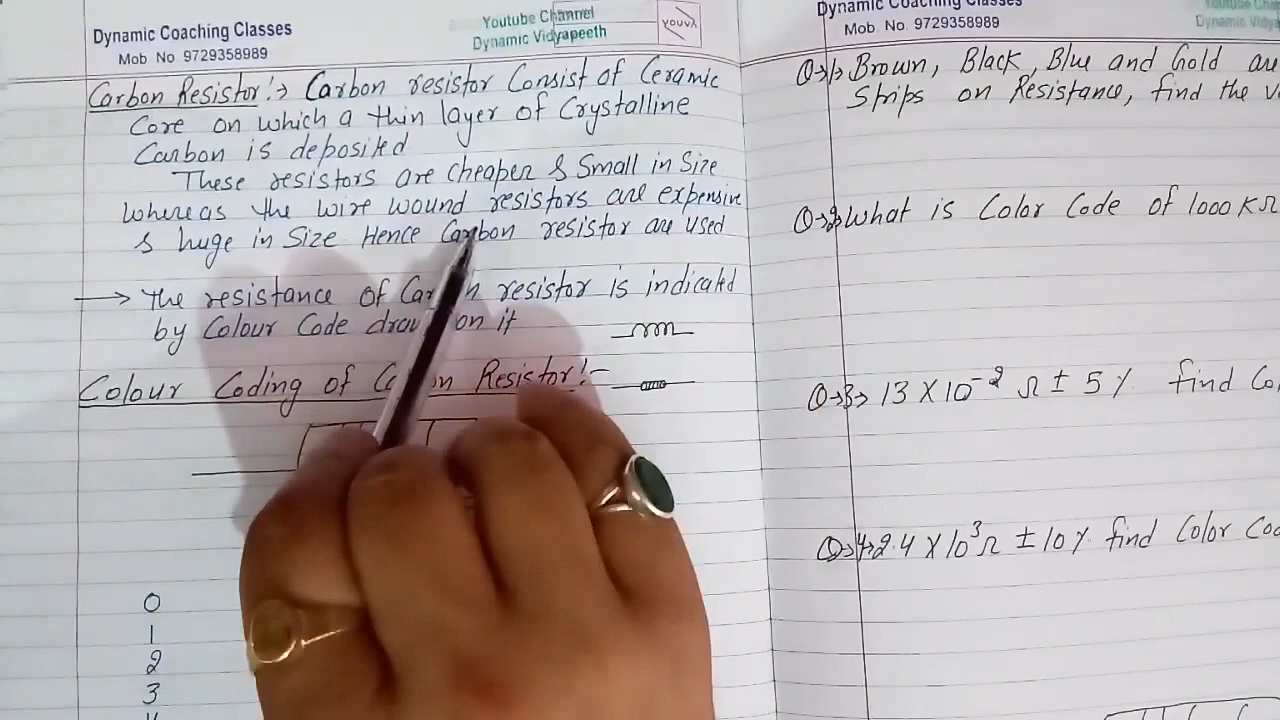 Dynamic Coaching Classes
Mob No. 9729358989
Youtube Channel
Dynamic Vidyapeeth
Carbon Resistor :→ Carbon resistor Consist of Ceramic
Core on which a thin layer of Crystalline
Carbon is deposited
These resistors are cheaper & Small in Size
whereas the wire wound resistors are expensive
& huge in Size Hence Carbon resistor are used
→ The resistance of resistor is indicated
by Colour Code on it
Colour Coding of Resistor :-
0
1
2
3
Dynamic Coaching Classes
Mob No. 9729358989
Q→1→ Brown, Black, Blue and Gold
Strips on Resistance, find the
Q→2→ What is Color Code of 1000 KΩ
Q→3→ 13 X 10⁻² Ω ± 5 % find
Q→4→ 2.4 X 10³ Ω ± 10 % find Color